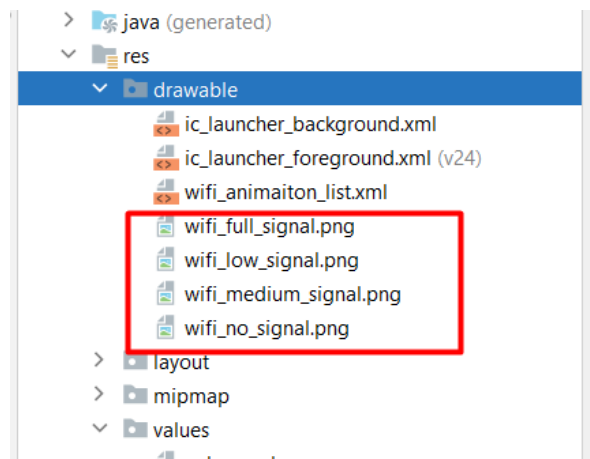 java (generated)
res
drawable
ic_launcher_background.xml
ic_launcher_foreground.xml (v24)
wifi_animaiton_list.xml
wifi_full_signal.png
wifi_low_signal.png
wifi_medium_signal.png
wifi_no_signal.png
layout
mipmap
values